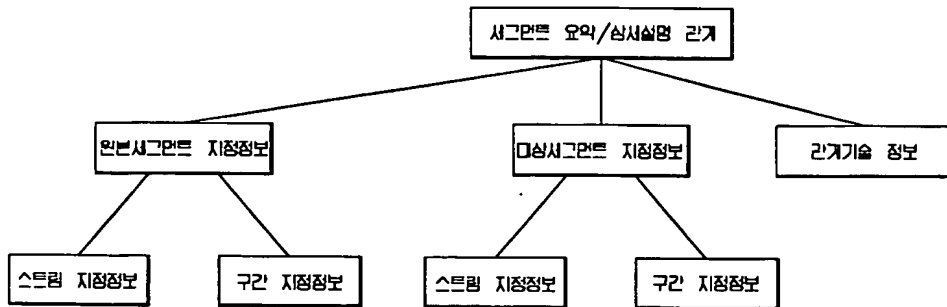 세그먼트 요약/상세설명 관계
원본세그먼트 지정정보
대상세그먼트 지정정보
관계기술 정보
스트림 지정정보
구간 지정정보
스트림 지정정보
구간 지정정보